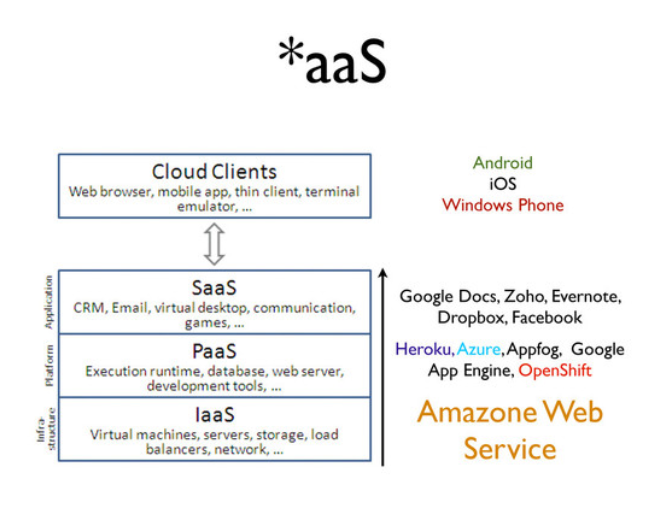 *aaS
Cloud Clients
Web browser, mobile app, thin client, terminal
emulator, ...
Android
iOS
Windows Phone
Application
SaaS
CRM, Email, virtual desktop, communication,
games, ...
Google Docs, Zoho, Evernote,
Dropbox, Facebook
Platform
PaaS
Execution runtime, database, web server,
development tools, ...
Heroku, Azure, Appfog, Google
App Engine, OpenShift
Infra-
structure
IaaS
Virtual machines, servers, storage, load
balancers, network, ...
Amazone Web
Service